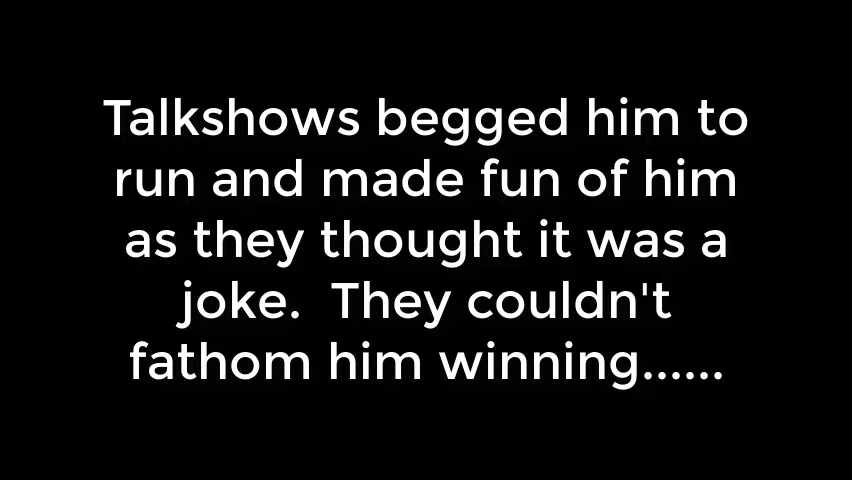 Talkshows begged him to
run and made fun of him
as they thought it was a
joke.  They couldn't
fathom him winning......